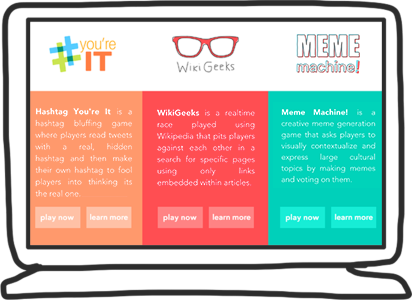 #you're
IT
WikiGeeks
MEME
machine!
Hashtag You're It is a
hashtag bluffing game
where players read tweets
with a real, hidden
hashtag and then make
their own hashtag to fool
players into thinking its
the real one.
play now learn more
WikiGeeks is a realtime
race played using
Wikipedia that pits players
against each other in a
search for specific pages
using only links
embedded within articles.
play now learn more
Meme Machine! is a
creative meme generation
game that asks players to
visually contextualize and
express large cultural
topics by making memes
and voting on them.
play now learn more